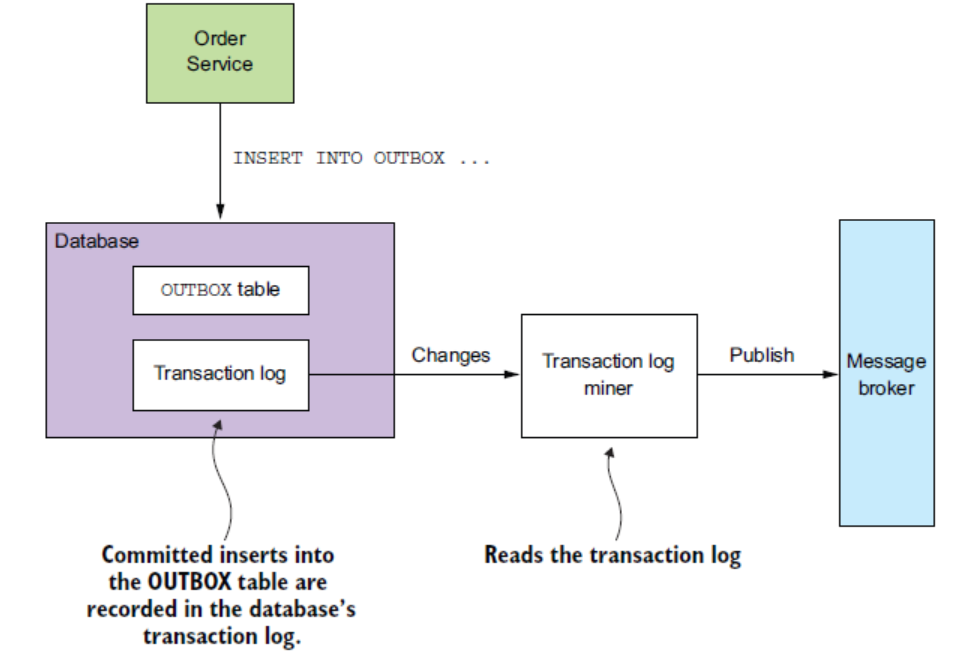 Order
Service
INSERT INTO OUTBOX ...
Database
OUTBOX table
Transaction log
Changes
Transaction log
miner
Publish
Message
broker
Committed inserts into
the OUTBOX table are
recorded in the database’s
transaction log.
Reads the transaction log